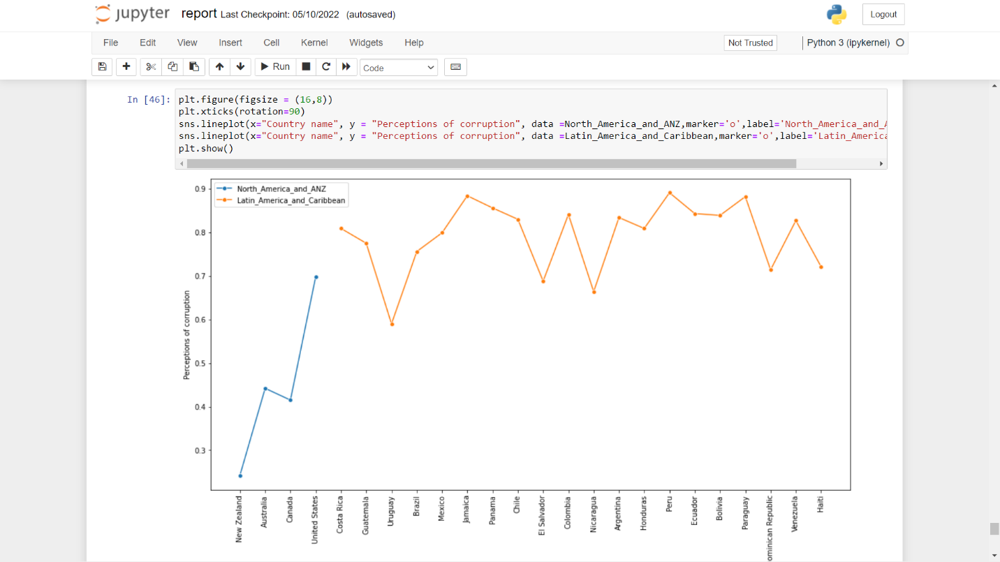 jupyter report Last Checkpoint: 05/10/2022 (autosaved)
Logout
File Edit View Insert Cell Kernel Widgets Help
Not Trusted
Python 3 (ipykernel)
Run
Code
In [46]:
plt.figure(figsize = (16,8))
plt.xticks(rotation=90)
sns.lineplot(x="Country name", y = "Perceptions of corruption", data =North_America_and_ANZ,marker='o',label='North_America_and_A
sns.lineplot(x="Country name", y = "Perceptions of corruption", data =Latin_America_and_Caribbean,marker='o',label='Latin_America
plt.show()
North_America_and_ANZ
Latin_America_and_Caribbean
Perceptions of corruption
0.9
0.8
0.7
0.6
0.5
0.4
0.3
New Zealand
Australia
Canada
United States
Costa Rica
Guatemala
Uruguay
Brazil
Mexico
Jamaica
Panama
Chile
El Salvador
Colombia
Nicaragua
Argentina
Honduras
Peru
Ecuador
Bolivia
Paraguay
ominican Republic
Venezuela
Haiti